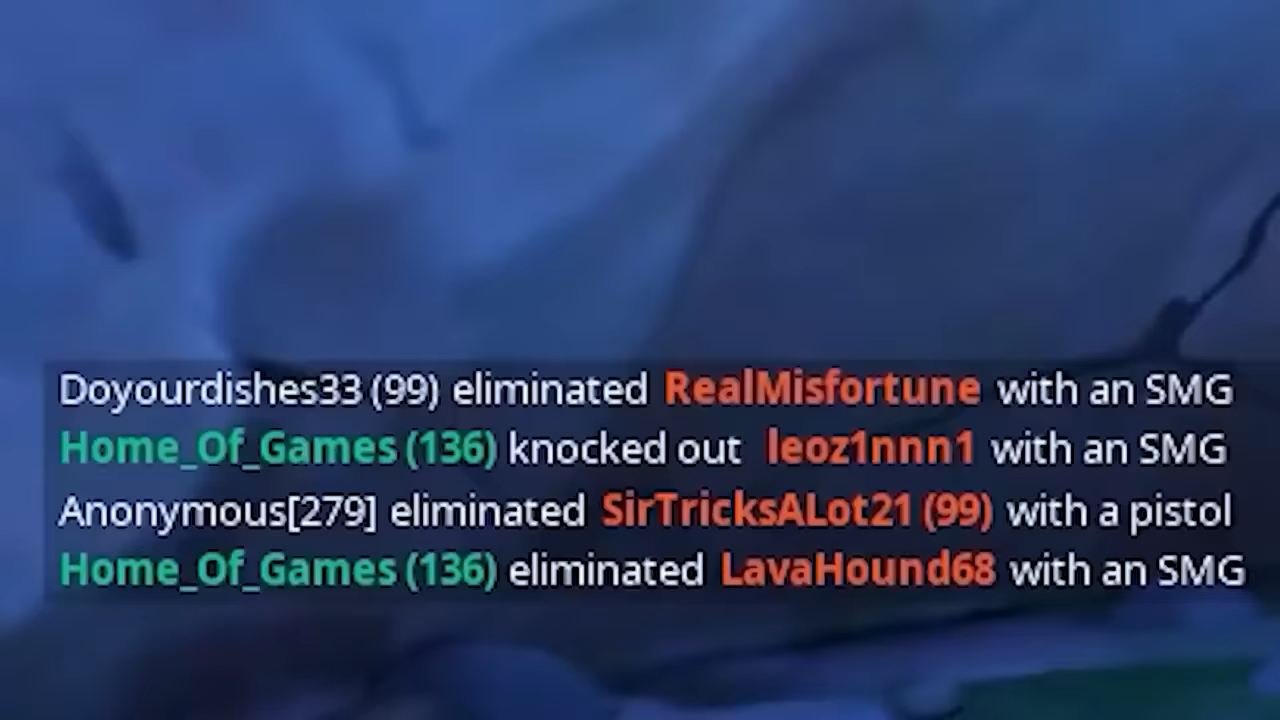 Doyourdishes33 (99) eliminated RealMisfortune with an SMG
Home_Of_Games (136) knocked out leoz1nnn1 with an SMG
Anonymous[279] eliminated SirTricksALot21 (99) with a pistol
Home_Of_Games (136) eliminated LavaHound68 with an SMG